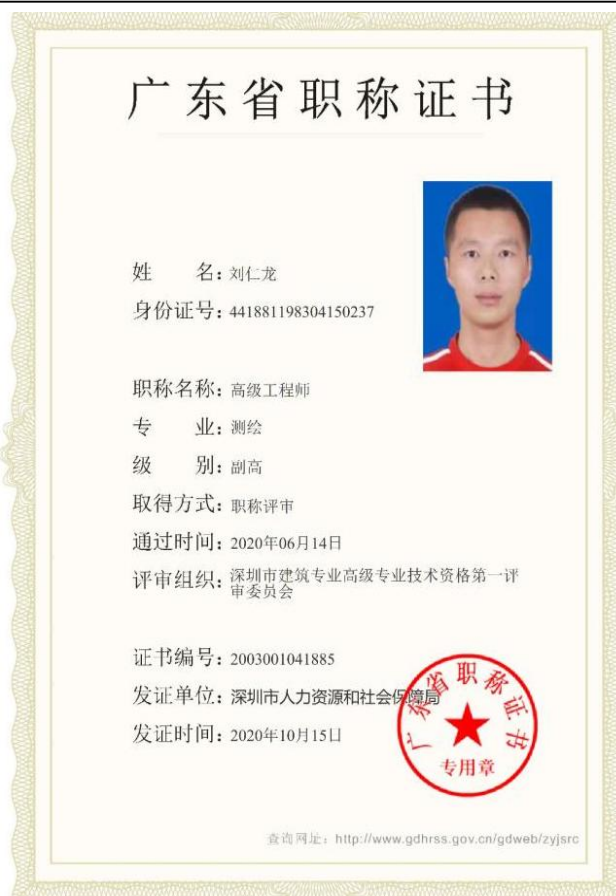 广东省职称证书
姓 名：刘仁龙
身份证号：441881198304150237
职称名称：高级工程师
专 业：测绘
级 别：副高
取得方式：职称评审
通过时间：2020年06月14日
评审组织：深圳市建筑专业高级专业技术资格第一评
审委员会
证书编号：2003001041885
发证单位：深圳市人力资源和社会保障局
发证时间：2020年10月15日
广东省职称证书
专用章
查询网址：http://www.gdhrss.gov.cn/gdweb/zyjsrc